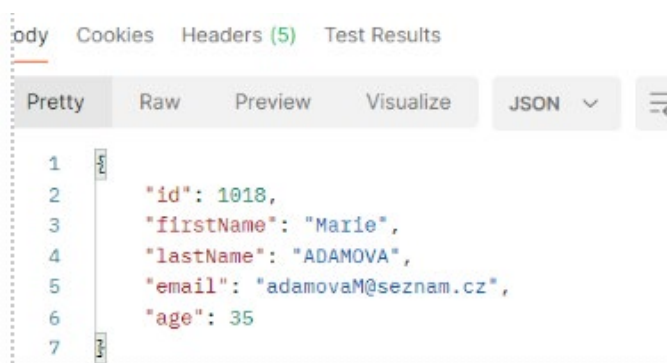 ody Cookies Headers (5) Test Results
Pretty Raw Preview Visualize JSON
1 {
2 "id": 1018,
3 "firstName": "Marie",
4 "lastName": "ADAMOVA",
5 "email": "adamovaM@seznam.cz",
6 "age": 35
7 }